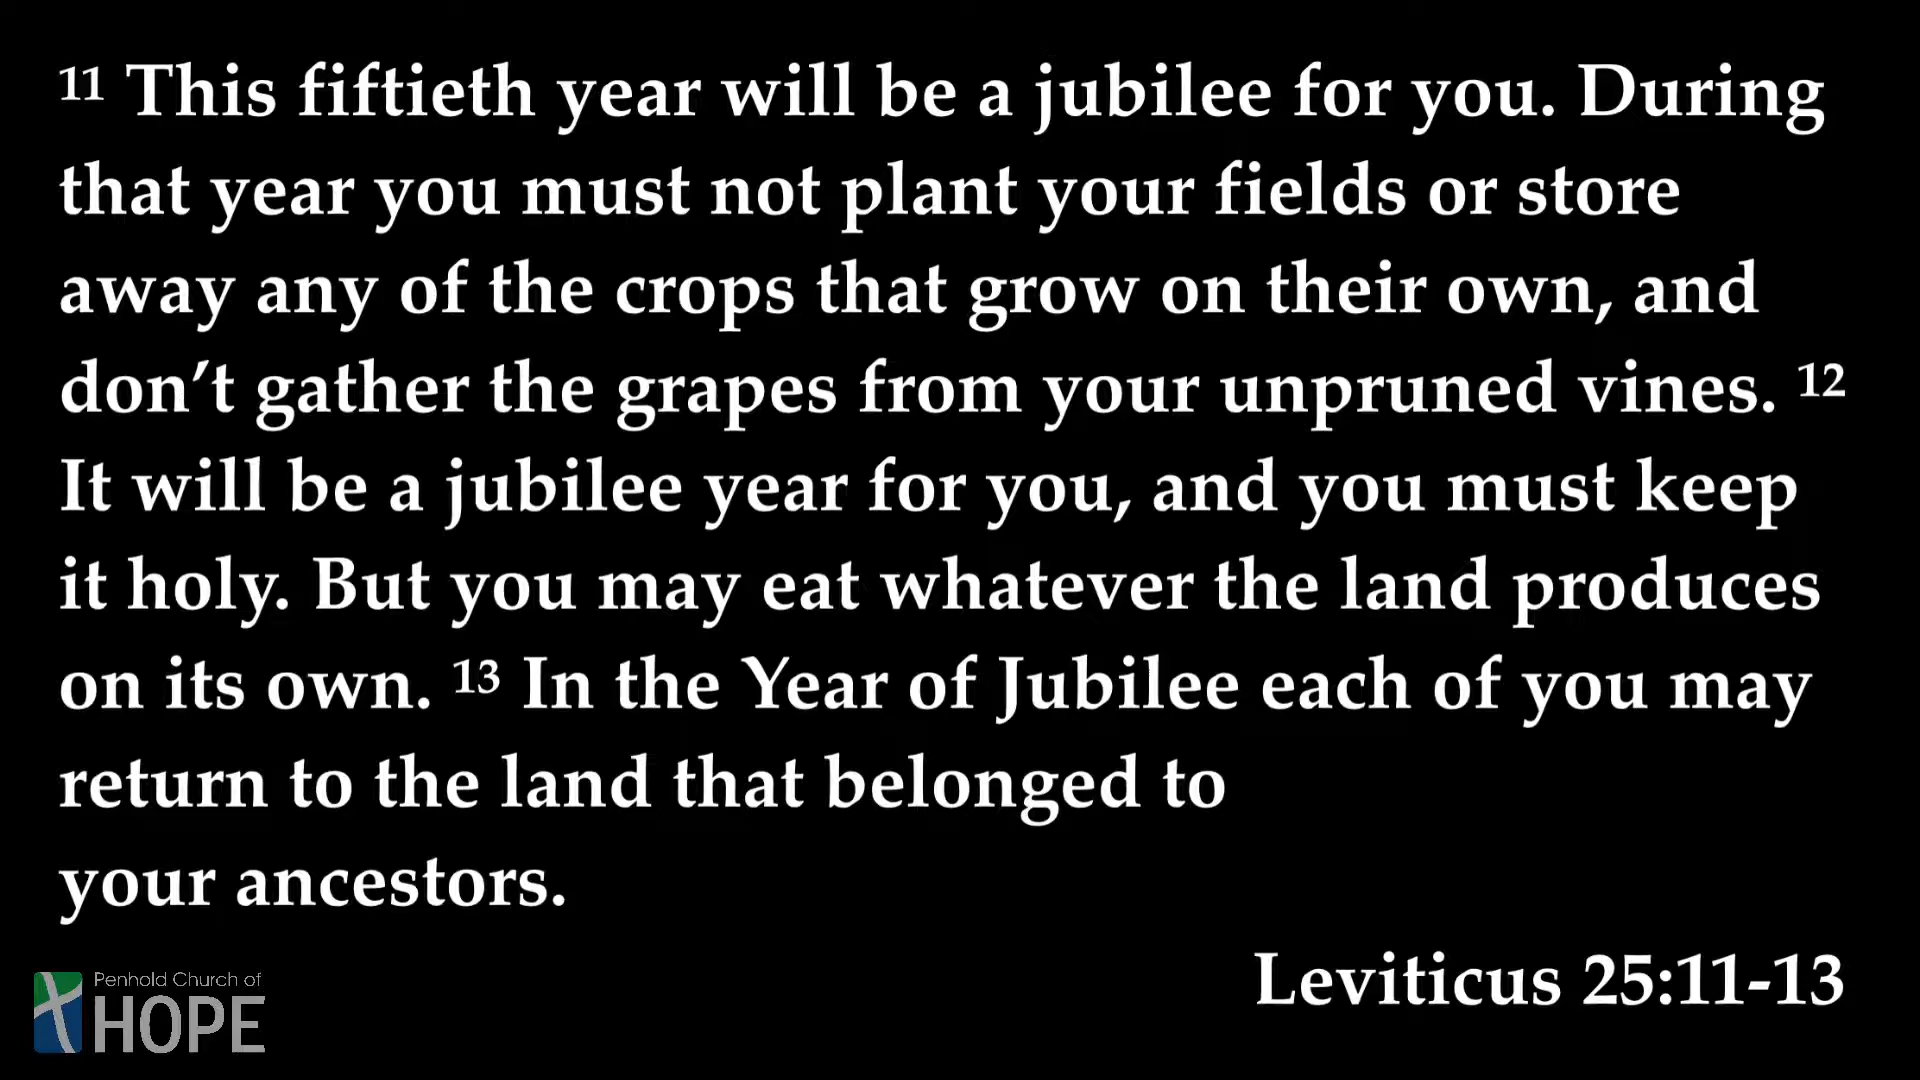 11 This fiftieth year will be a jubilee for you. During
that year you must not plant your fields or store
away any of the crops that grow on their own, and
don’t gather the grapes from your unpruned vines. 12
It will be a jubilee year for you, and you must keep
it holy. But you may eat whatever the land produces
on its own. 13 In the Year of Jubilee each of you may
return to the land that belonged to
your ancestors.
Leviticus 25:11-13
Penhold Church of
HOPE